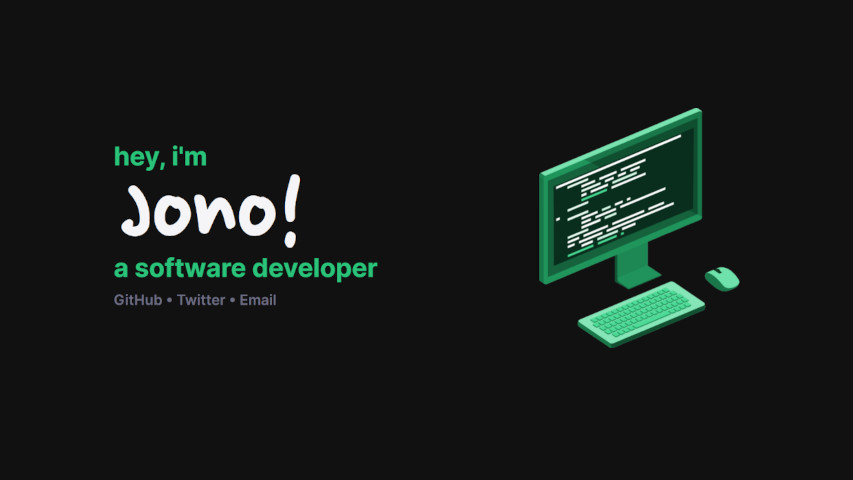 hey, i'm
Jono!
a software developer
GitHub • Twitter • Email